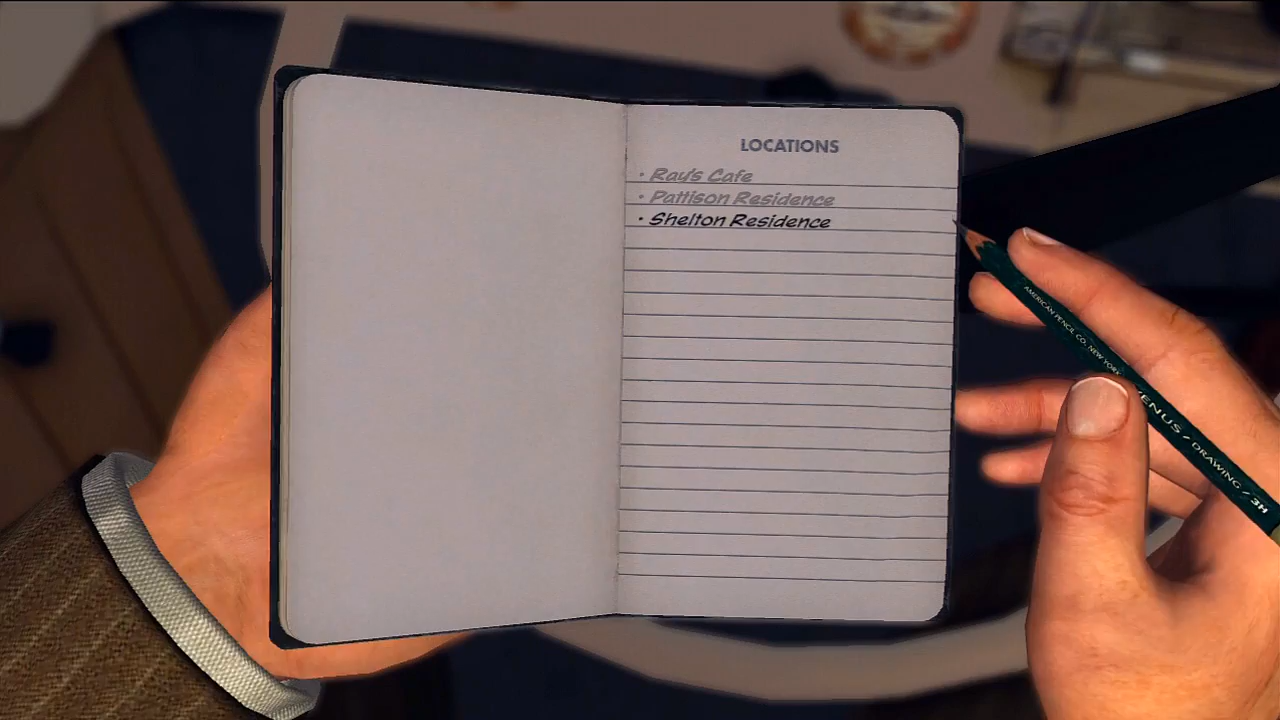 LOCATIONS
· Ray's Cafe
· Pattison Residence
· Shelton Residence
AMERICAN PENCIL CO. NEW YORK
VENUS / DRAWING / 3H